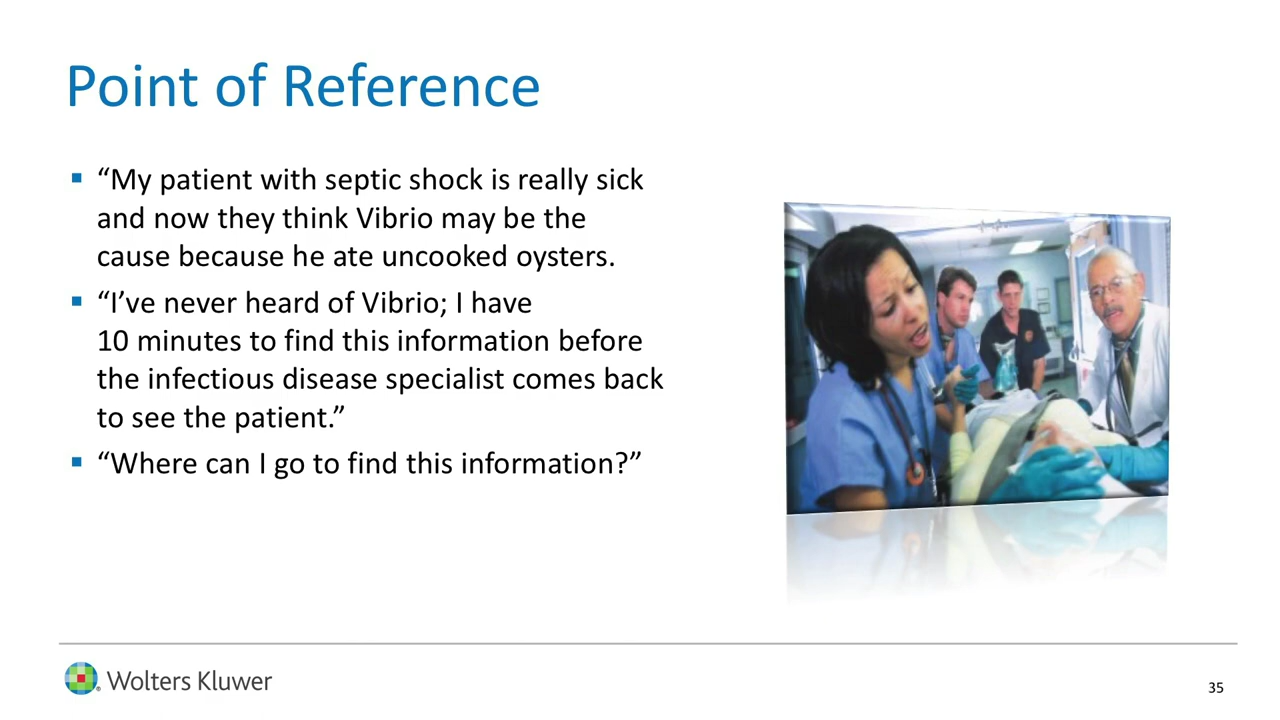 Point of Reference
“My patient with septic shock is really sick
and now they think Vibrio may be the
cause because he ate uncooked oysters.
“I’ve never heard of Vibrio; I have
10 minutes to find this information before
the infectious disease specialist comes back
to see the patient.”
“Where can I go to find this information?”
Wolters Kluwer
35